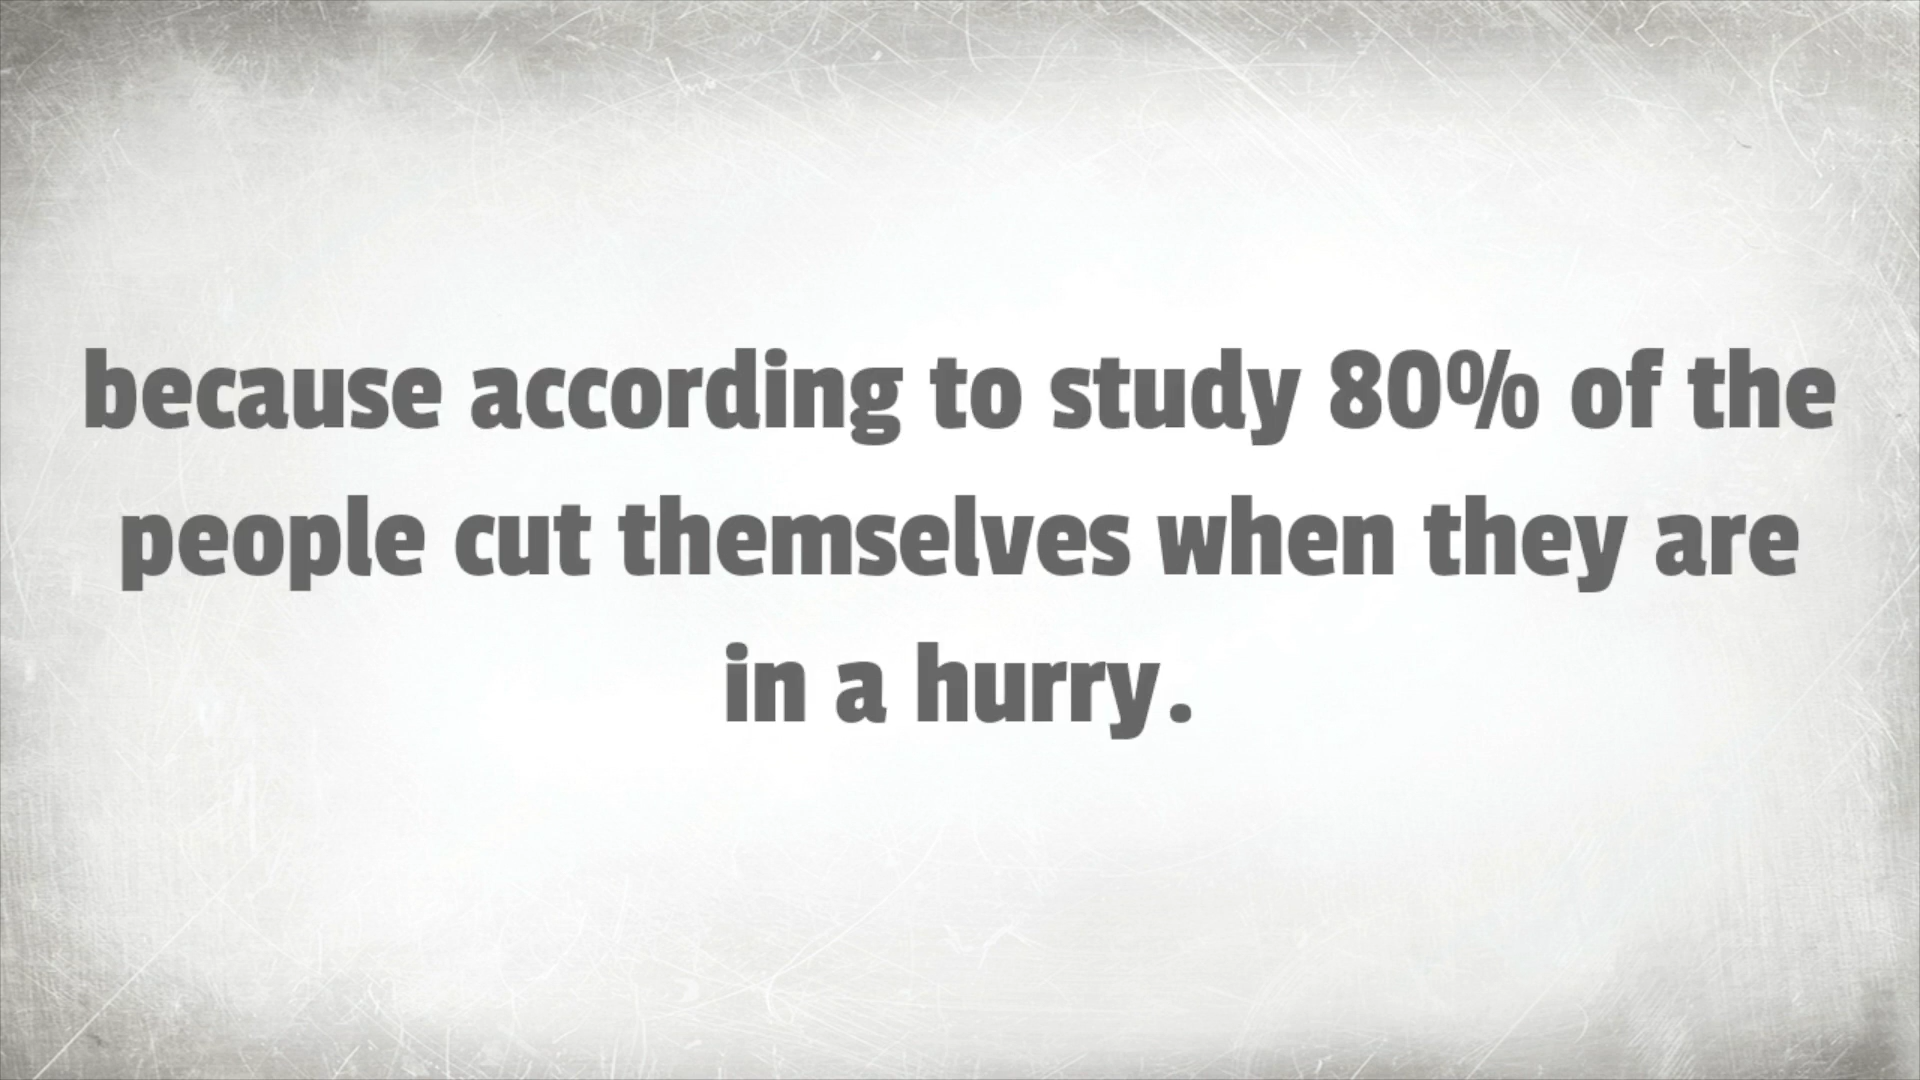 because according to study 80% of the
people cut themselves when they are
in a hurry.